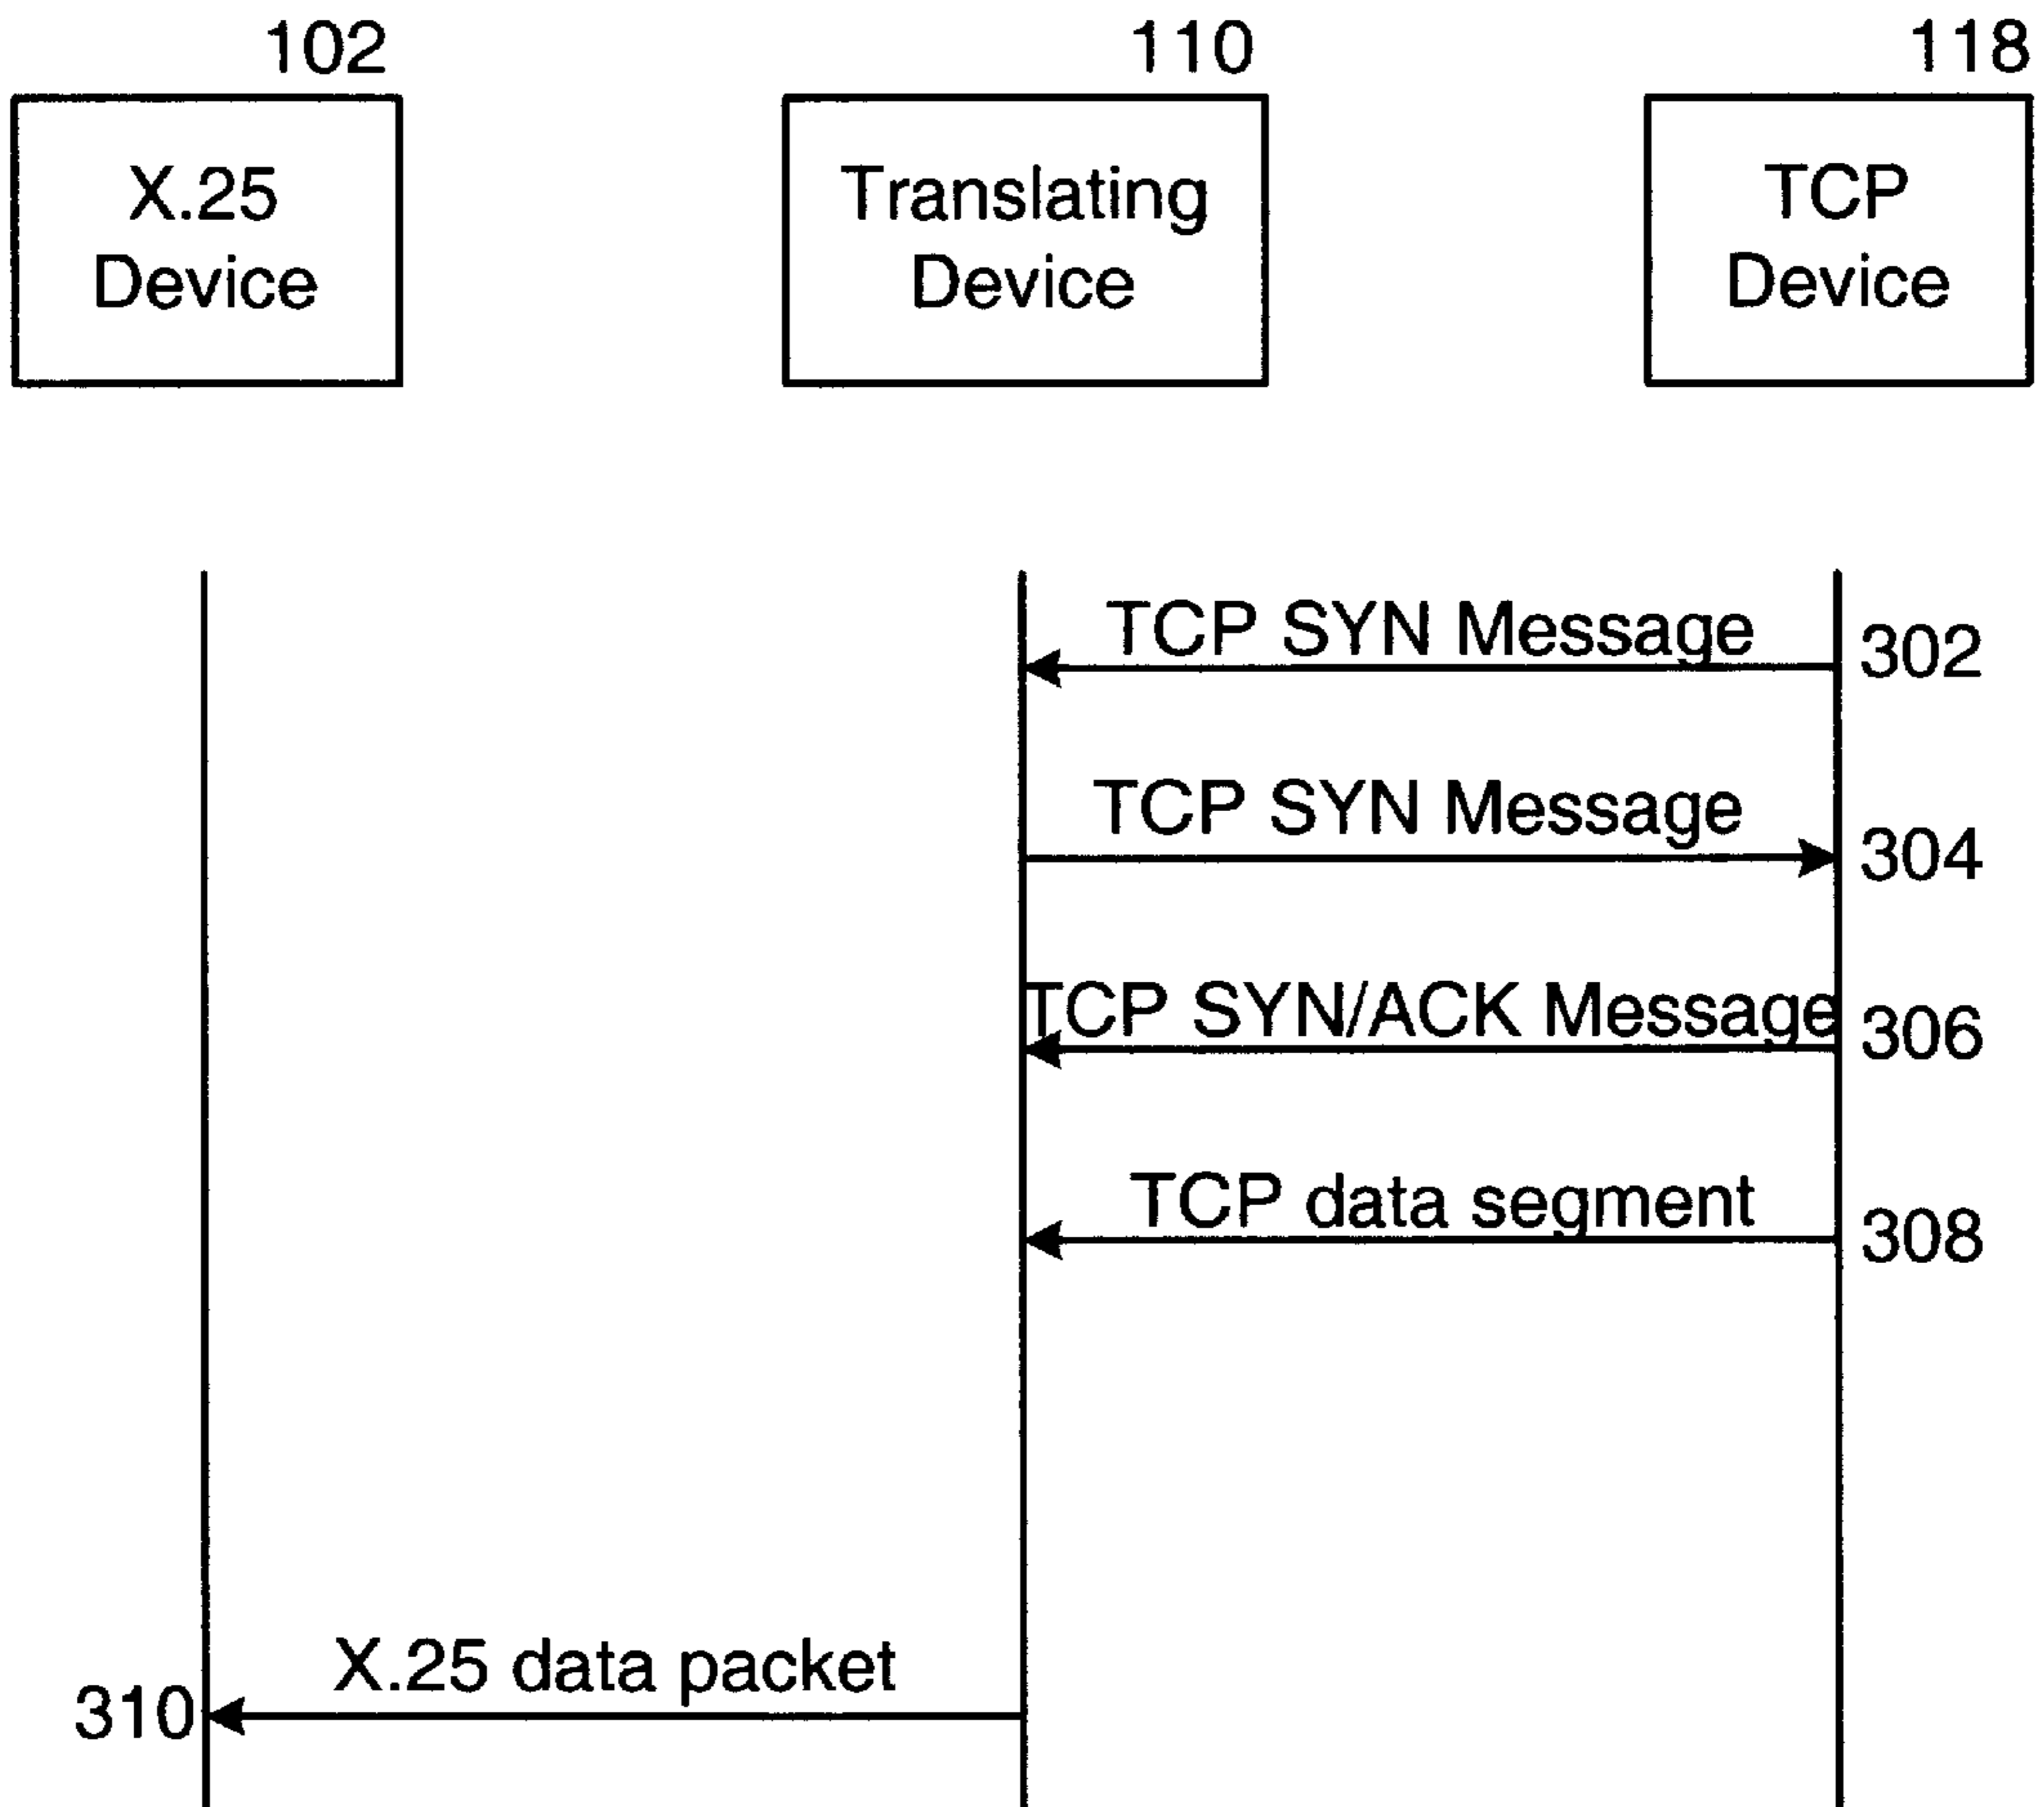 102
110
118
X.25
Device
Translating
Device
TCP
Device
TCP SYN Message
302
TCP SYN Message
304
TCP SYN/ACK Message
306
TCP data segment
308
X.25 data packet
310